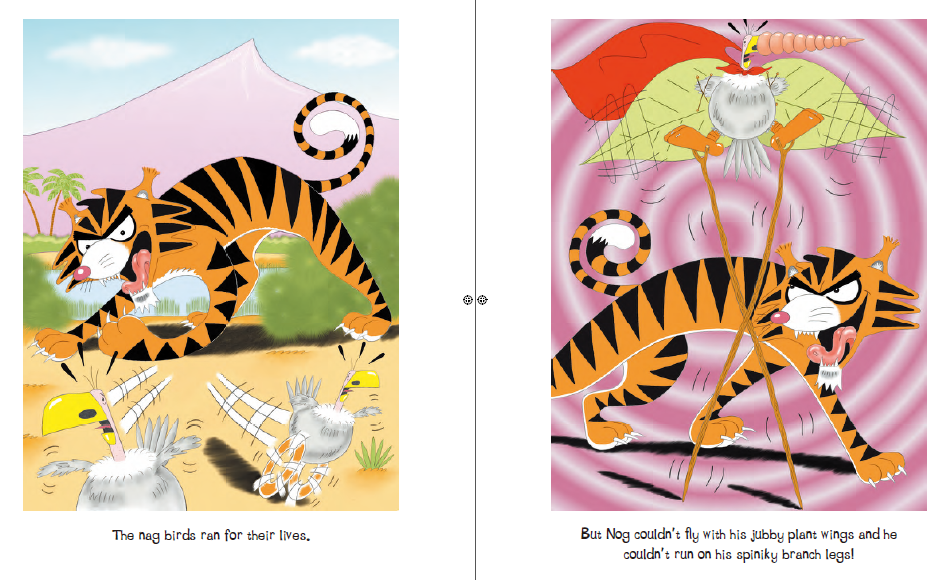 The nag birds ran for their lives.
But Nog couldn't fly with his jubby plant wings and he
couldn't run on his spiniky branch legs!